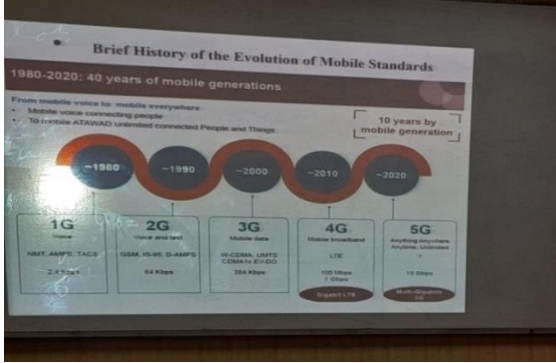 Brief History of the Evolution of Mobile Standards
1980-2020: 40 years of mobile generations
From mobile voice to mobile everywhere
Mobile voice connecting people
To mobile ATAWAD unlimited connected People and Things
10 years by
mobile generation
~1980
~1990
~2000
~2010
~2020
1G
Voice
NMT, AMPS, TACS
2G
Voice and text
GSM, IS-95, D-AMPS
64 Kbps
3G
Mobile data
W-CDMA, UMTS
CDMA1x EV-DO
384 Kbps
4G
Mobile broadband
LTE
100 Mbps
1 Gbps
Gigabit LTE
5G
Anything Anywhere
Anytime, Unlimited
Multi-Gigabits
5G